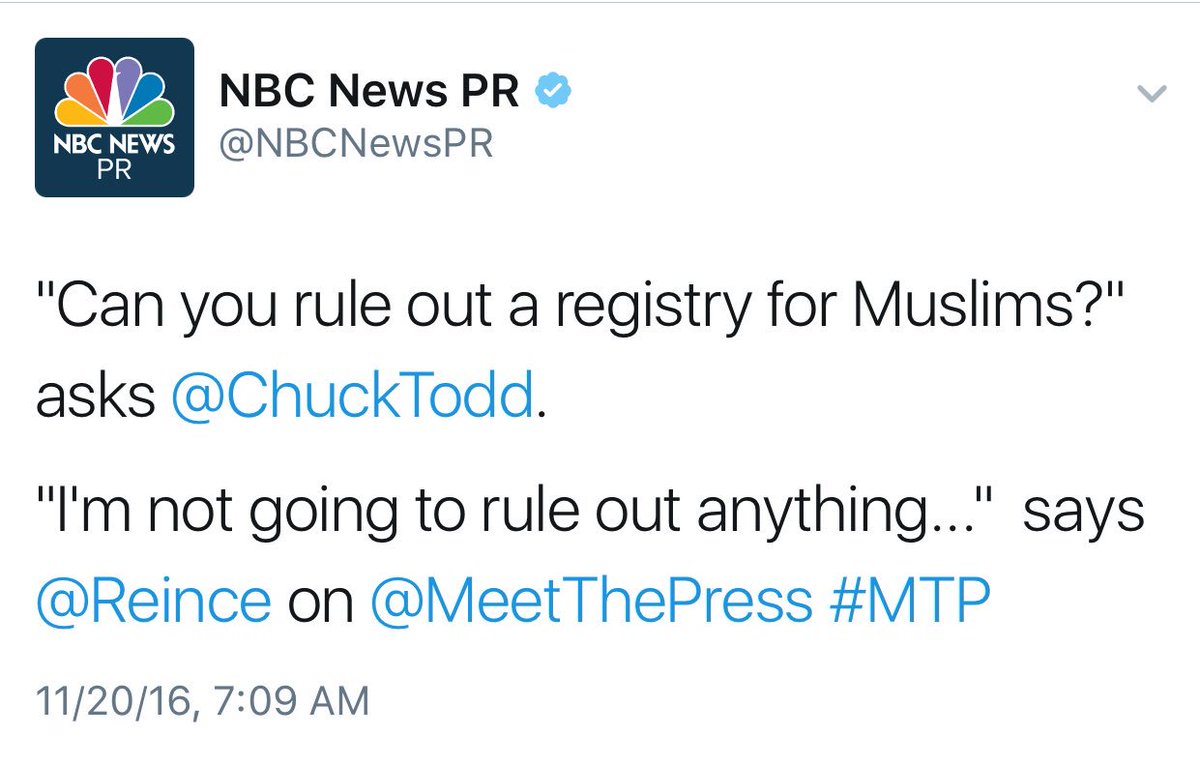 NBC NEWS
PR
NBC News PR
@NBCNewsPR
"Can you rule out a registry for Muslims?"
asks @ChuckTodd.
"I'm not going to rule out anything..."  says
@Reince on @MeetThePress #MTP
11/20/16, 7:09 AM